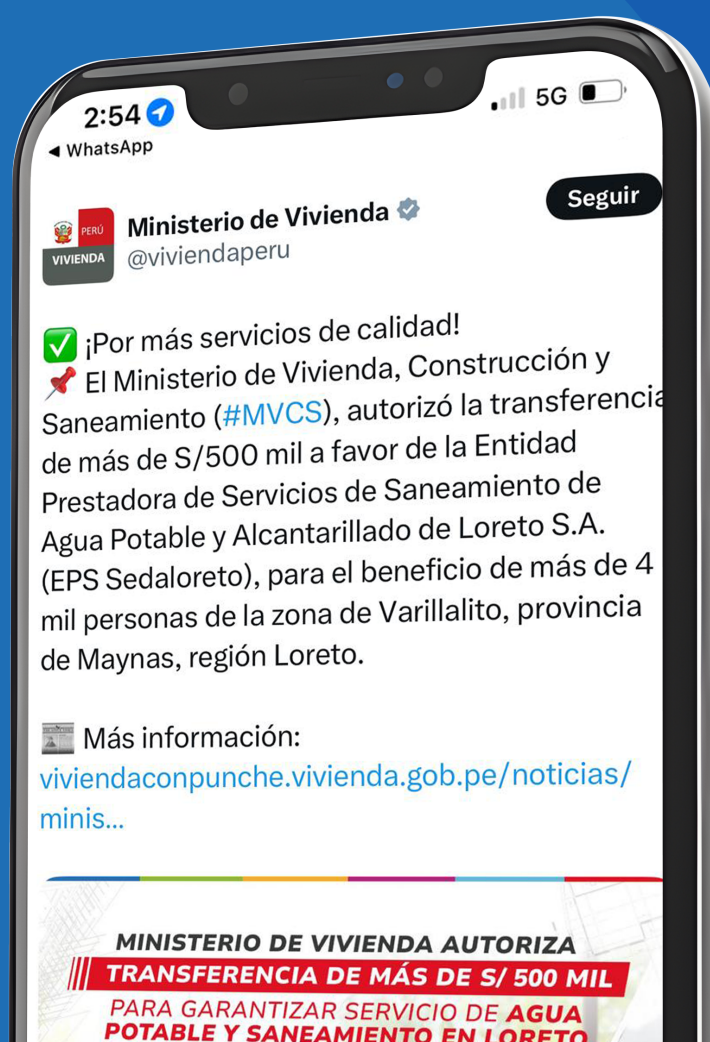 2:54
5G
◀ WhatsApp
PERÚ
VIVIENDA
Ministerio de Vivienda
@viviendaperu
Seguir
✅ ¡Por más servicios de calidad!
📌 El Ministerio de Vivienda, Construcción y
Saneamiento (#MVCS), autorizó la transferencia
de más de S/500 mil a favor de la Entidad
Prestadora de Servicios de Saneamiento de
Agua Potable y Alcantarillado de Loreto S.A.
(EPS Sedaloreto), para el beneficio de más de 4
mil personas de la zona de Varillalito, provincia
de Maynas, región Loreto.
📰 Más información:
viviendaconpunche.vivienda.gob.pe/noticias/
minis...
MINISTERIO DE VIVIENDA AUTORIZA
TRANSFERENCIA DE MÁS DE S/ 500 MIL
PARA GARANTIZAR SERVICIO DE AGUA
POTABLE Y SANEAMIENTO EN LORETO